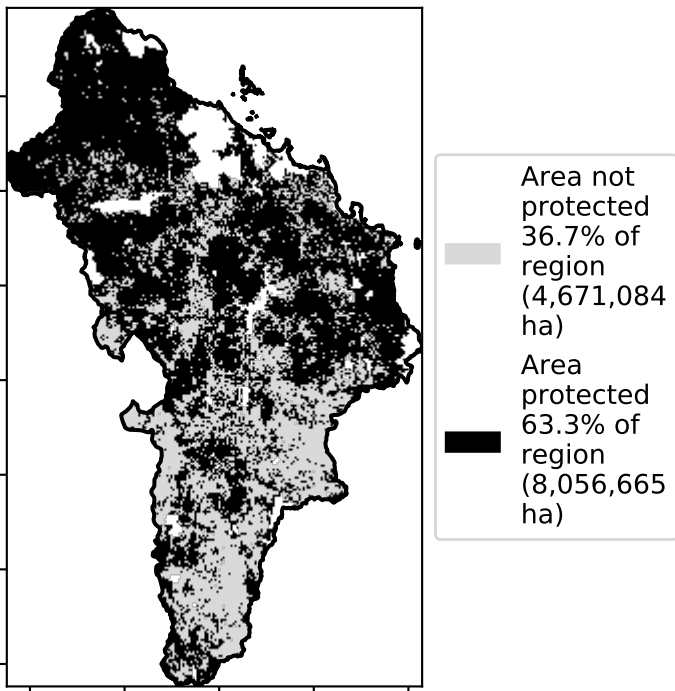 Area not
protected
36.7% of
region
(4,671,084
ha)
Area
protected
63.3% of
region
(8,056,665
ha)